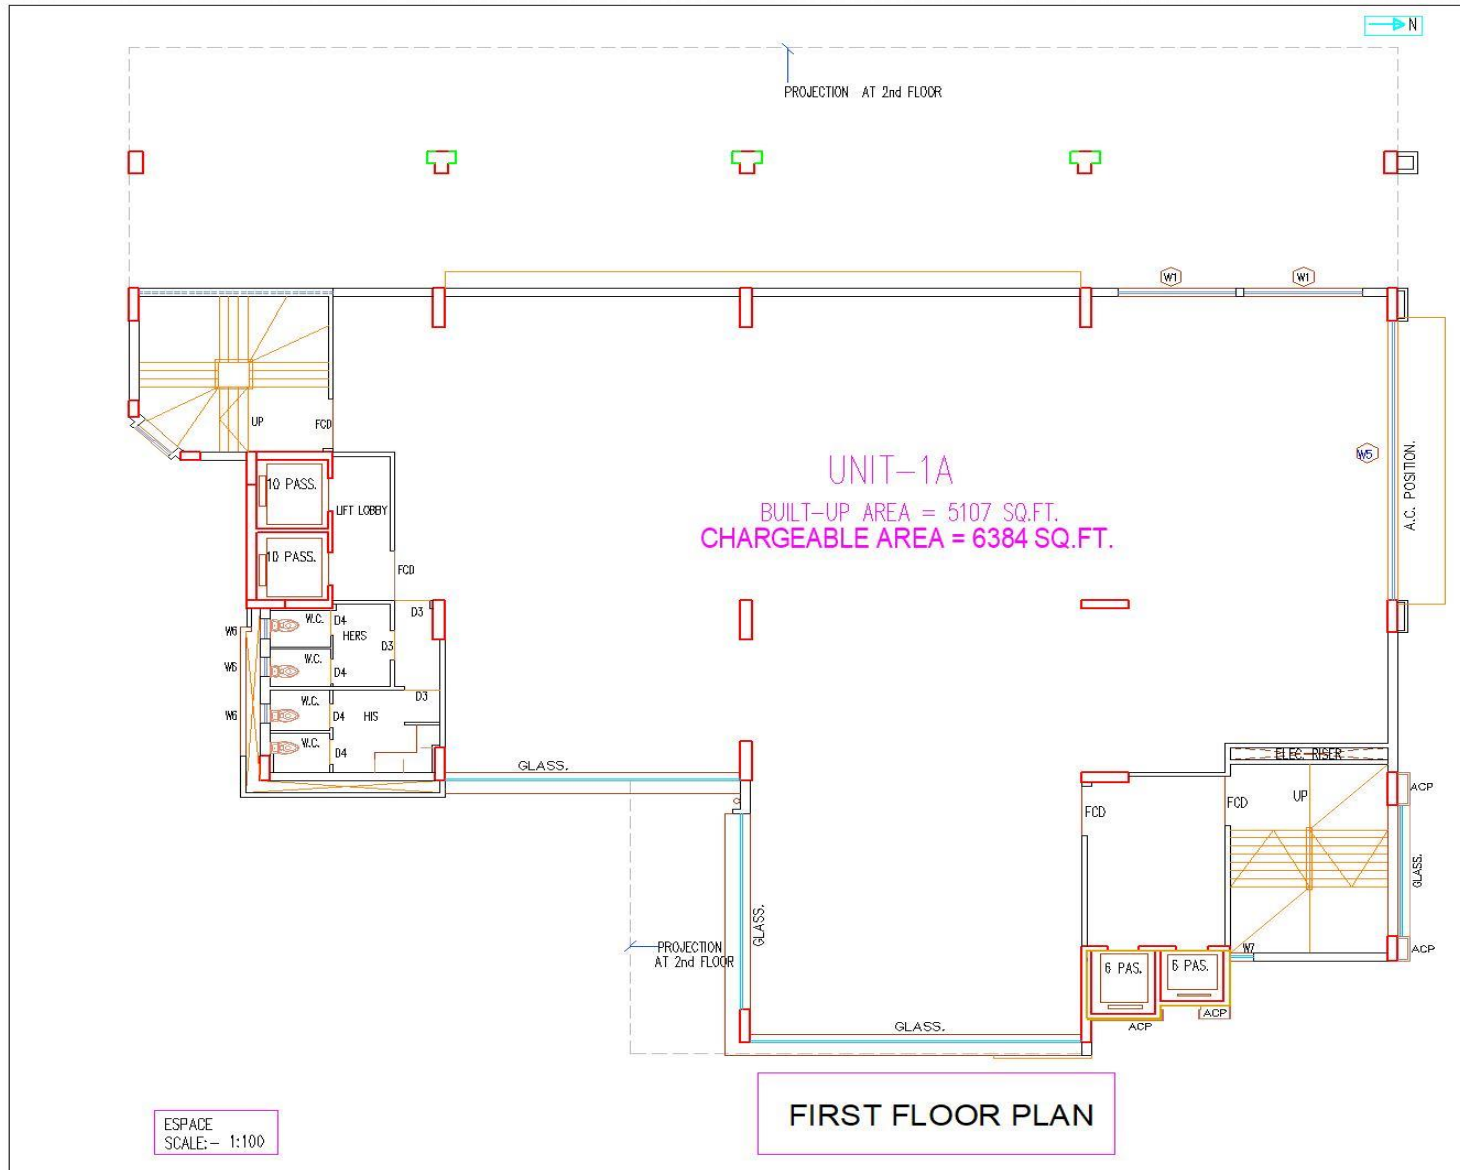 N
PROJECTION AT 2nd FLOOR
W1
W1
UP
FCD
W5
A.C. POSITION.
UNIT-1A
BUILT-UP AREA = 5107 SQ.FT.
CHARGEABLE AREA = 6384 SQ.FT.
10 PASS.
LIFT LOBBY
10 PASS.
FCD
D3
W.C.
D4
HERS
W6
D3
W.C.
D4
W6
D3
W.C.
D4
HIS
W6
W.C.
D4
GLASS.
ELEC. RISER
ACP
UP
FCD
FCD
GLASS.
GLASS.
PROJECTION
AT 2nd FLOOR
W7
ACP
6 PAS.
6 PAS.
ACP
ACP
GLASS.
FIRST FLOOR PLAN
ESPACE
SCALE:- 1:100